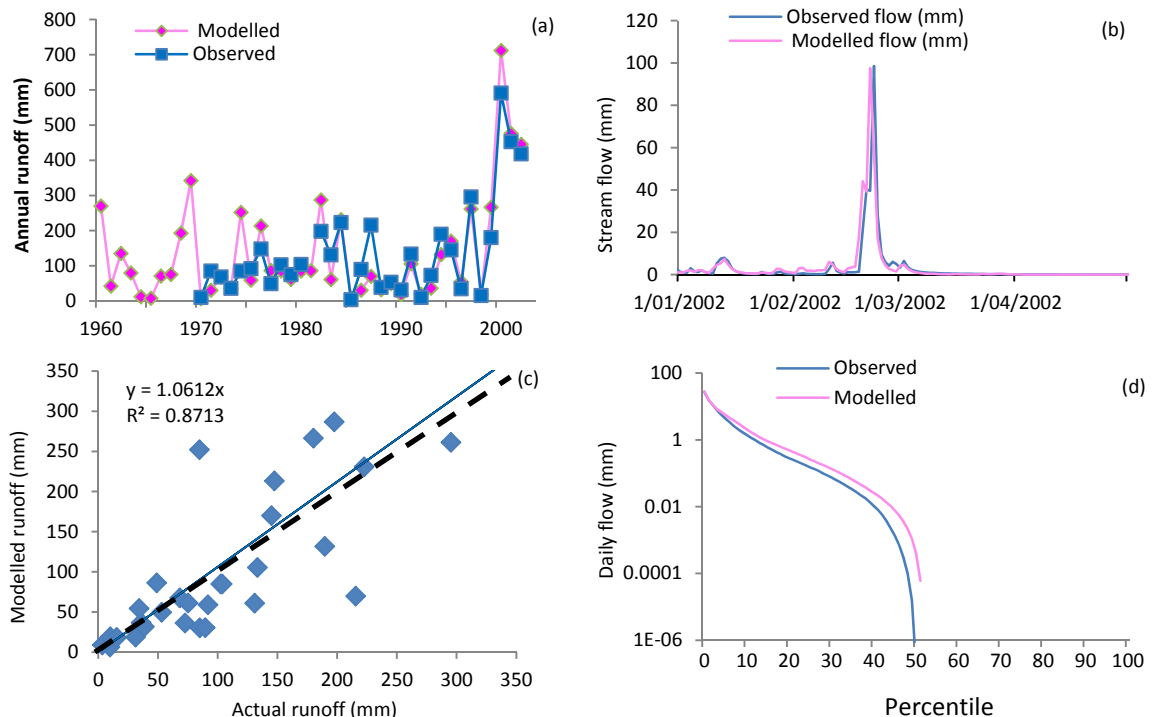 (a)
Modelled
Observed
Annual runoff (mm)
800
700
600
500
400
300
200
100
0
1960
1970
1980
1990
2000
(b)
Observed flow (mm)
Modelled flow (mm)
Stream flow (mm)
120
100
80
60
40
20
0
1/01/2002
1/02/2002
1/03/2002
1/04/2002
(c)
y = 1.0612x
R² = 0.8713
Modelled runoff (mm)
350
300
250
200
150
100
50
0
0
50
100
150
200
250
300
350
Actual runoff (mm)
(d)
Observed
Modelled
Daily flow (mm)
100
1
0.01
0.0001
1E-06
0
10
20
30
40
50
60
70
80
90
100
Percentile